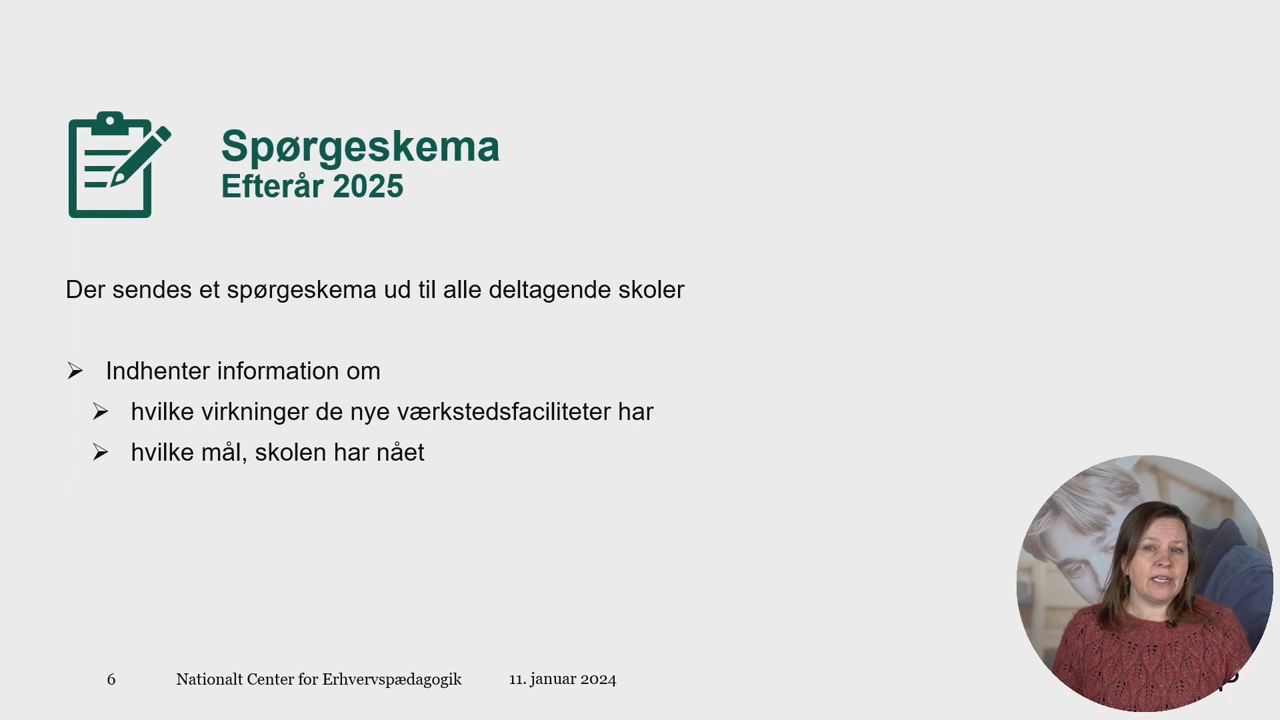 Spørgeskema
Efterår 2025
Der sendes et spørgeskema ud til alle deltagende skoler
Indhenter information om
hvilke virkninger de nye værkstedsfaciliteter har
hvilke mål, skolen har nået
6 Nationalt Center for Erhvervspædagogik 11. januar 2024